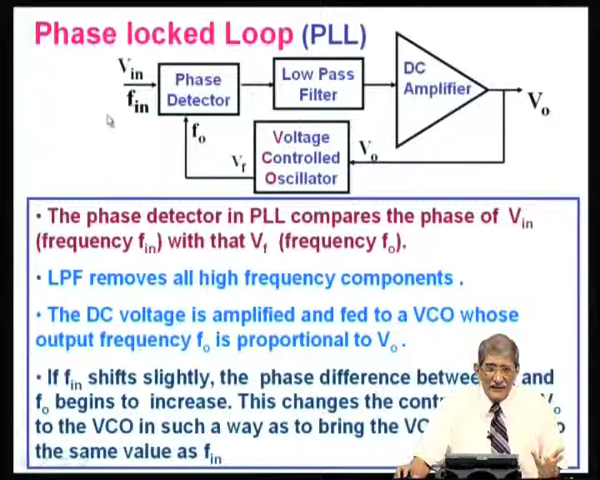 Phase locked Loop (PLL)
Vin
fin
Phase
Detector
Low Pass
Filter
DC
Amplifier
Vo
fo
Vf
Voltage
Controlled
Oscillator
Vo
• The phase detector in PLL compares the phase of Vin
(frequency fin) with that Vf (frequency fo).
• LPF removes all high frequency components .
• The DC voltage is amplified and fed to a VCO whose
output frequency fo is proportional to Vo .
• If fin shifts slightly, the phase difference and
fo begins to increase. This changes the Vo
to the VCO in such a way as to bring the
the same value as fin